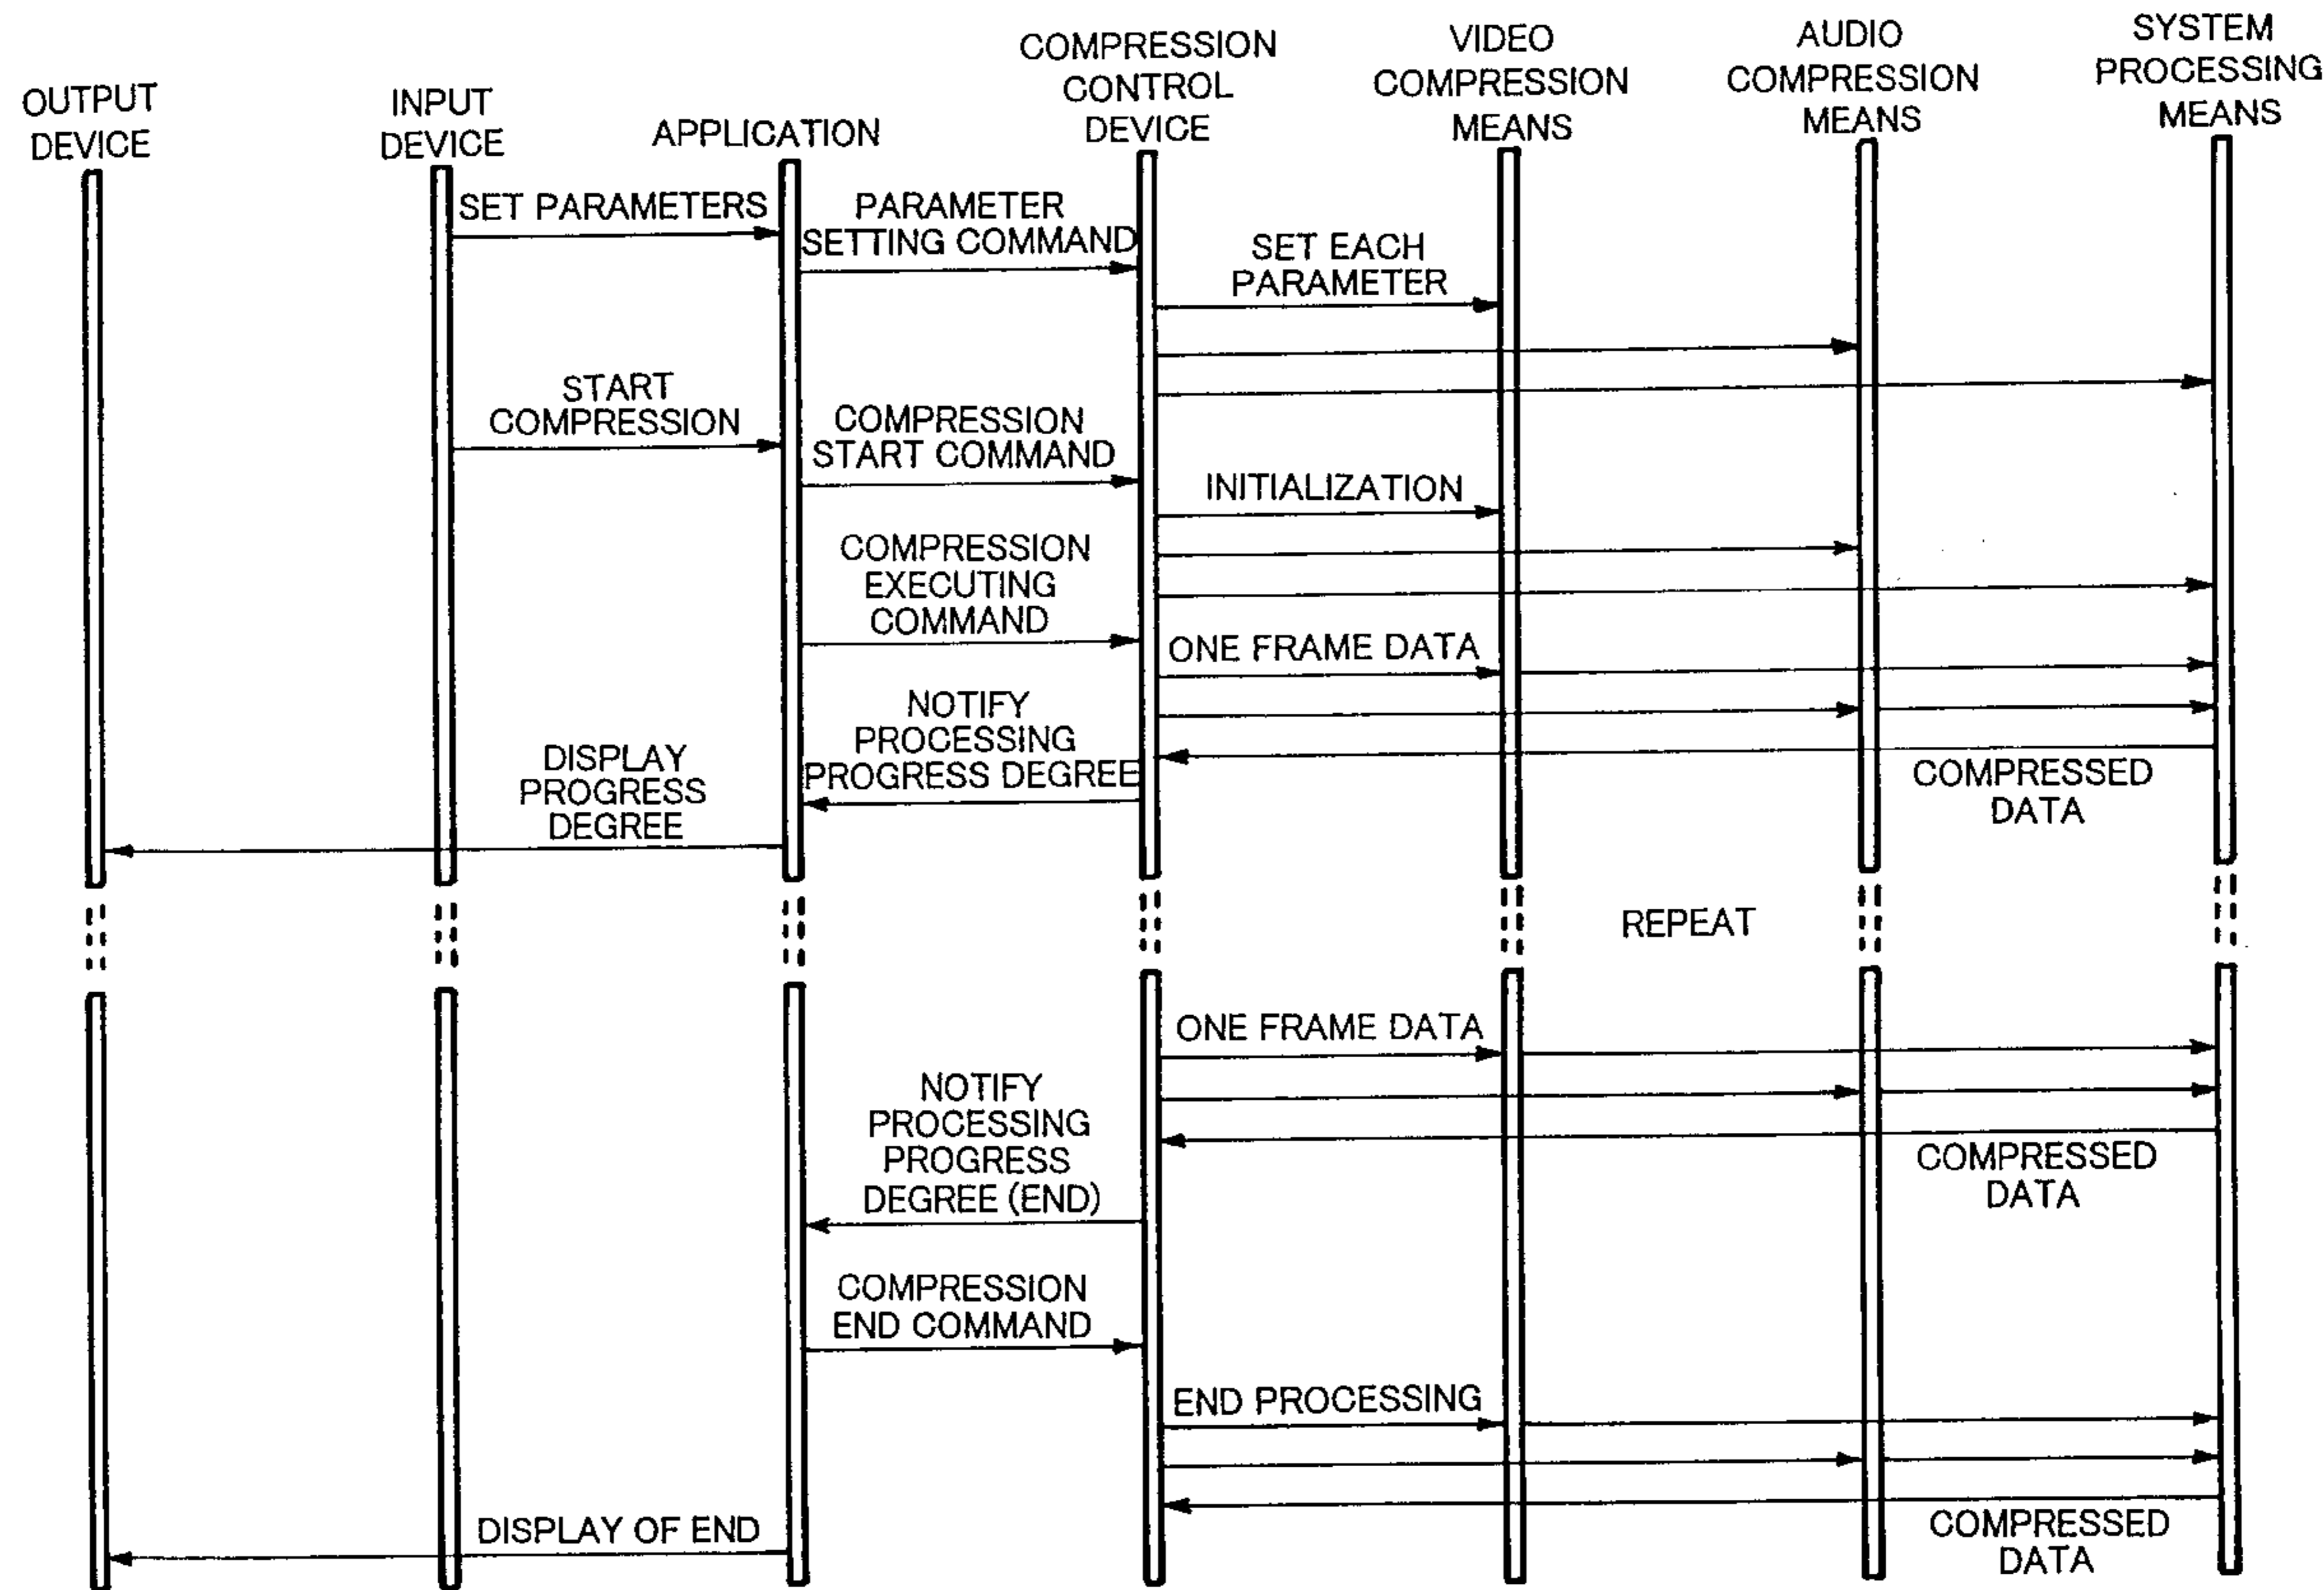 OUTPUT
DEVICE
INPUT
DEVICE
APPLICATION
COMPRESSION
CONTROL
DEVICE
VIDEO
COMPRESSION
MEANS
AUDIO
COMPRESSION
MEANS
SYSTEM
PROCESSING
MEANS
SET PARAMETERS
PARAMETER
SETTING COMMAND
SET EACH
PARAMETER
START
COMPRESSION
COMPRESSION
START COMMAND
INITIALIZATION
COMPRESSION
EXECUTING
COMMAND
ONE FRAME DATA
NOTIFY
PROCESSING
PROGRESS DEGREE
COMPRESSED
DATA
DISPLAY
PROGRESS
DEGREE
REPEAT
ONE FRAME DATA
COMPRESSED
DATA
NOTIFY
PROCESSING
PROGRESS
DEGREE (END)
COMPRESSION
END COMMAND
END PROCESSING
COMPRESSED
DATA
DISPLAY OF END